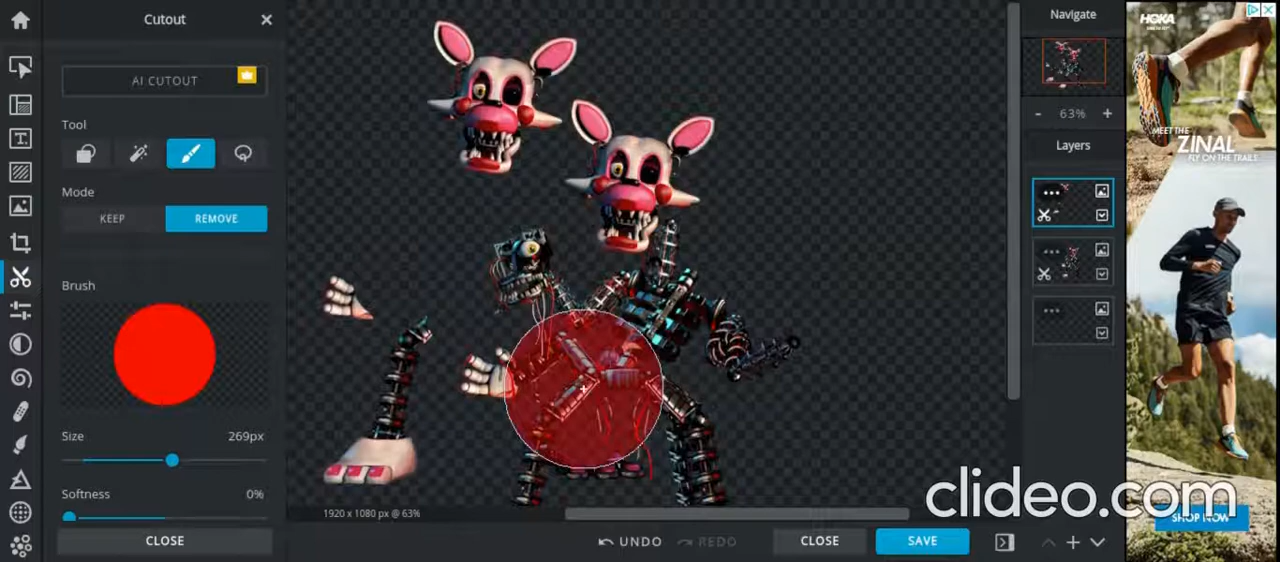 Cutout
AI CUTOUT
Tool
Mode
KEEP
REMOVE
Brush
Size
269px
Softness
0%
CLOSE
1920 x 1080 px @ 63%
UNDO
REDO
CLOSE
SAVE
Navigate
- 63% +
Layers
HOKA
MEET THE
ZINAL
FLY ON THE TRAILS
SHOP NOW
clideo.com